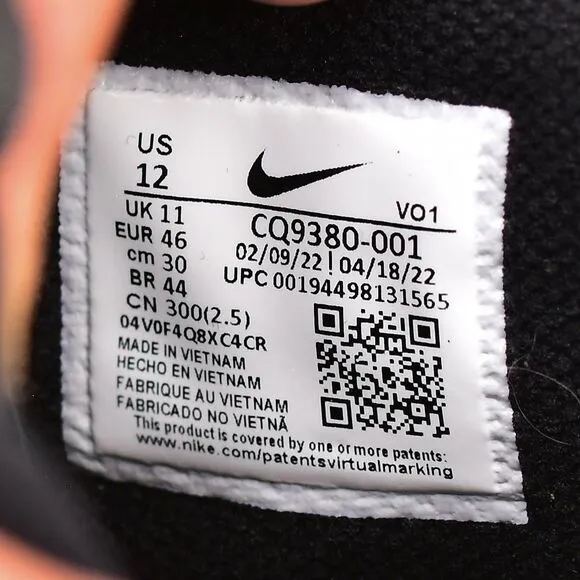 US
12
VO1
UK 11
EUR 46
cm 30
BR 44
CN 300(2.5)
CQ9380-001
02/09/22 | 04/18/22
UPC 00194498131565
04V0F4Q8XC4CR
MADE IN VIETNAM
HECHO EN VIETNAM
FABRIQUE AU VIETNAM
FABRICADO NO VIETNÃ
This product is covered by one or more patents:
www.nike.com/patentsvirtualmarking